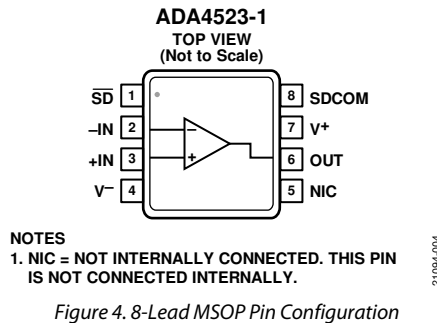 ADA4523-1
TOP VIEW
(Not to Scale)
SD 1
–IN 2
+IN 3
V– 4
8 SDCOM
7 V+
6 OUT
5 NIC
–
+
NOTES
1. NIC = NOT INTERNALLY CONNECTED. THIS PIN
IS NOT CONNECTED INTERNALLY.
21094-004
Figure 4. 8-Lead MSOP Pin Configuration